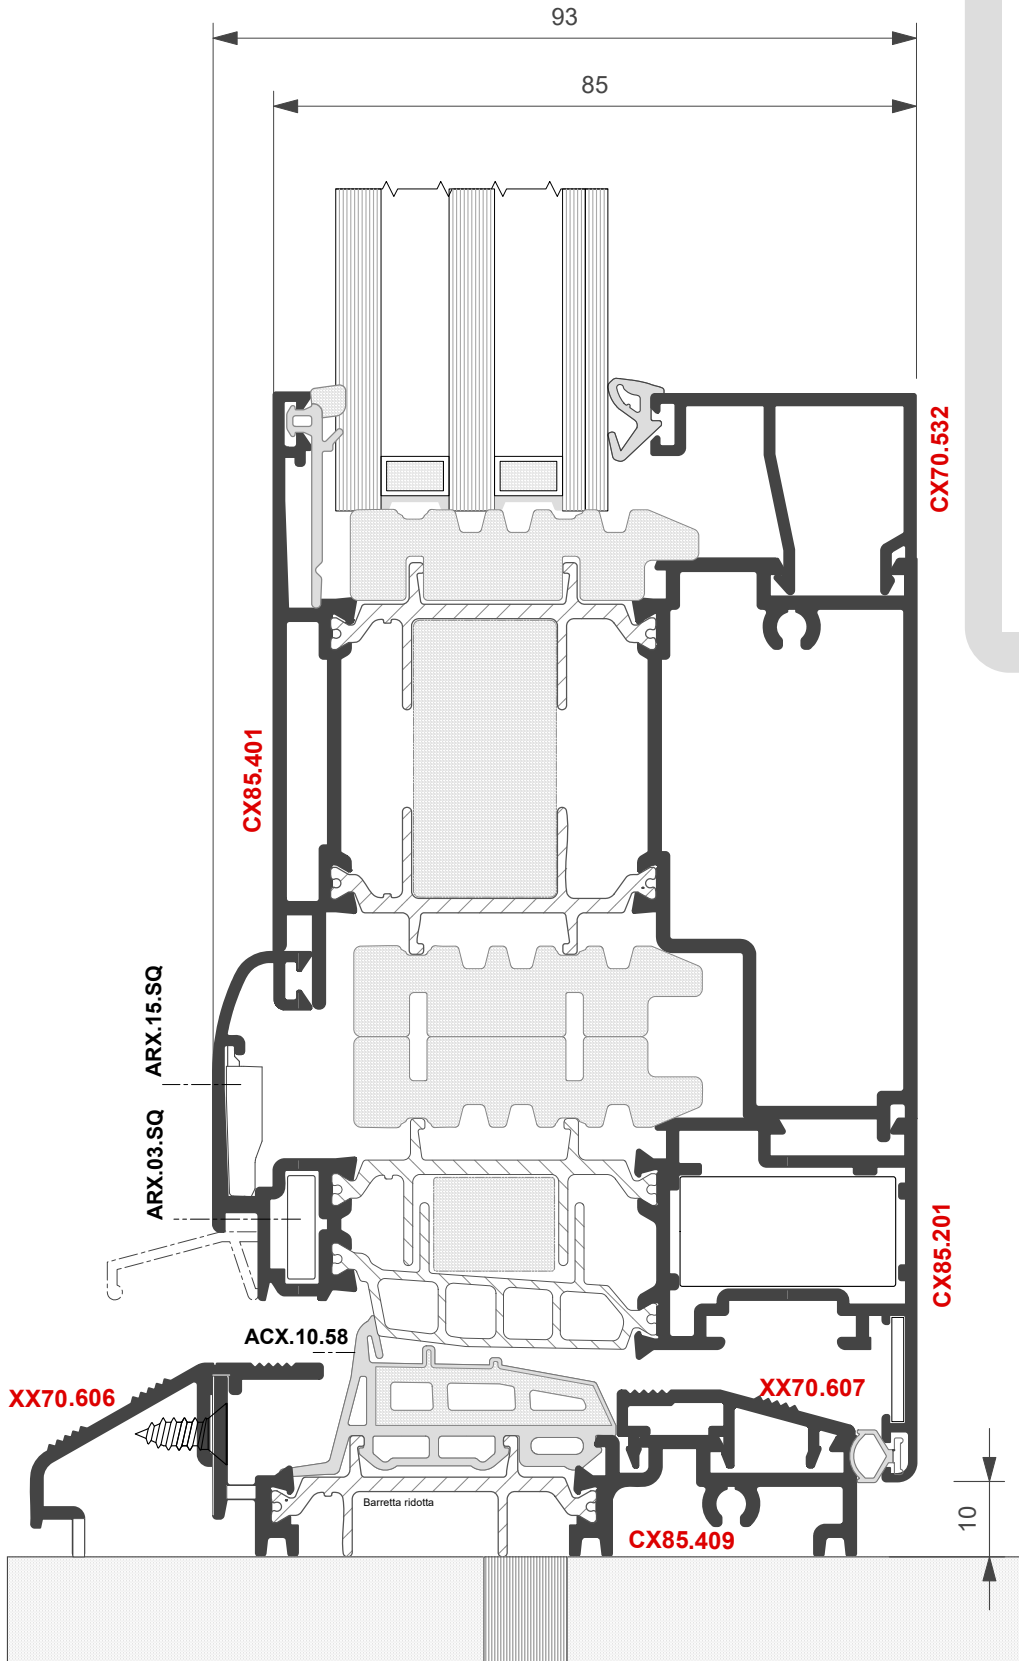 93
85
CX70.532
CX85.401
ARX.15.SQ
ARX.03.SQ
CX85.201
ACX.10.58
XX70.606
XX70.607
Barretta ridotta
10
CX85.409